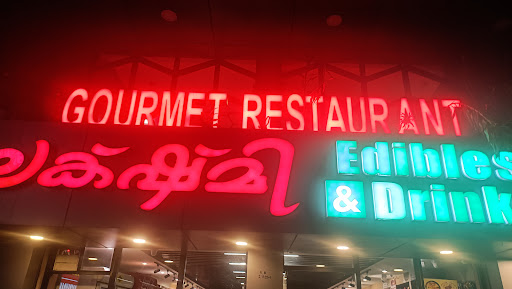 GOURMET RESTAURANT
ലക്ഷ്മി Edibles
& Drink